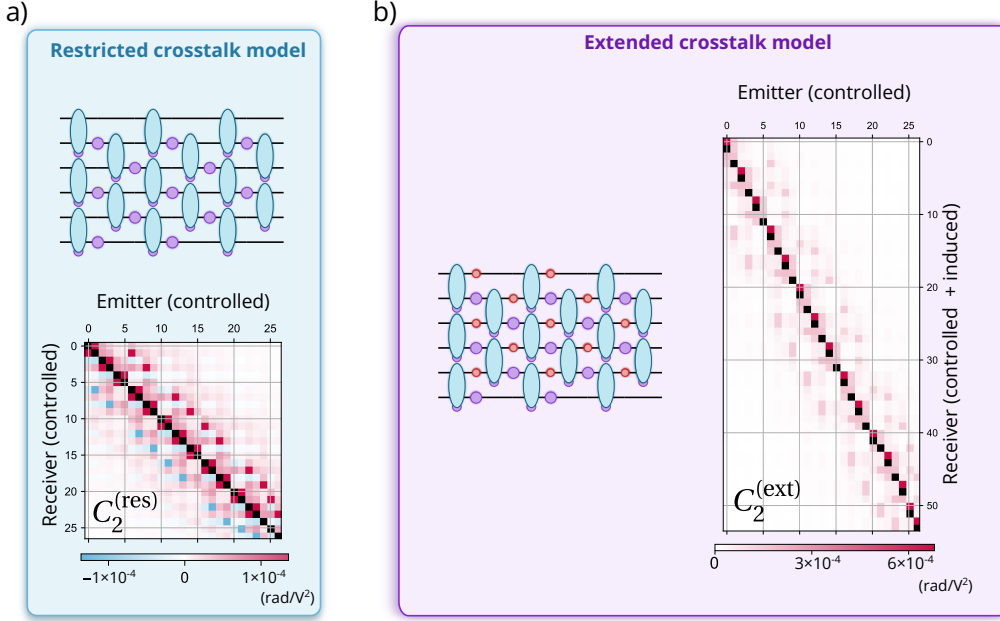 a)
Restricted crosstalk model
Emitter (controlled)
0 5 10 15 20 25
Receiver (controlled)
0
5
10
15
20
25
C₂⁽ʳᵉˢ⁾
−1×10⁻⁴ 0 1×10⁻⁴
(rad/V²)
b)
Extended crosstalk model
Emitter (controlled)
0 5 10 15 20 25
0
10
20
30
40
50
Receiver (controlled + induced)
C₂⁽ᵉˣᵗ⁾
0 3×10⁻⁴ 6×10⁻⁴
(rad/V²)